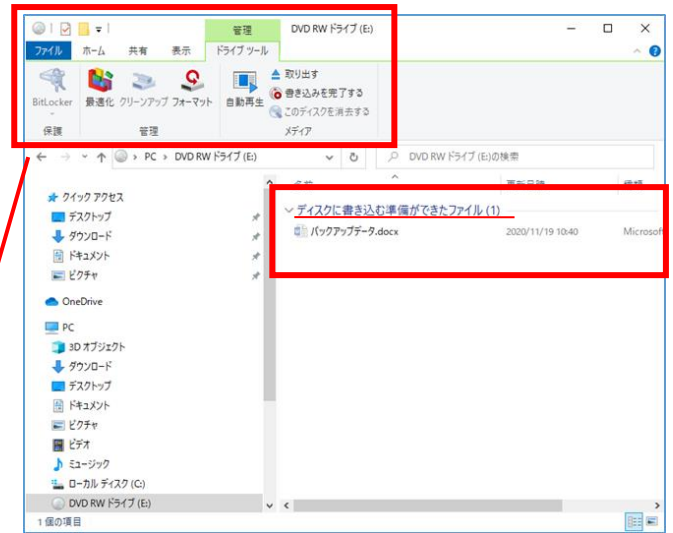 管理 DVD RW ドライブ (E:)
ファイル ホーム 共有 表示 ドライブ ツール
BitLocker 最適化 クリーンアップ フォーマット 自動再生
取り出す
書き込みを完了する
このディスクを消去する
保護 管理 メディア
PC › DVD RW ドライブ (E:) DVD RW ドライブ (E:)の検索
ディスクに書き込む準備ができたファイル (1)
バックアップデータ.docx 2020/11/19 10:40 Microsof
クイック アクセス
デスクトップ
ダウンロード
ドキュメント
ピクチャ
OneDrive
PC
3D オブジェクト
ダウンロード
デスクトップ
ドキュメント
ピクチャ
ビデオ
ミュージック
ローカル ディスク (C:)
DVD RW ドライブ (E:)
1 個の項目